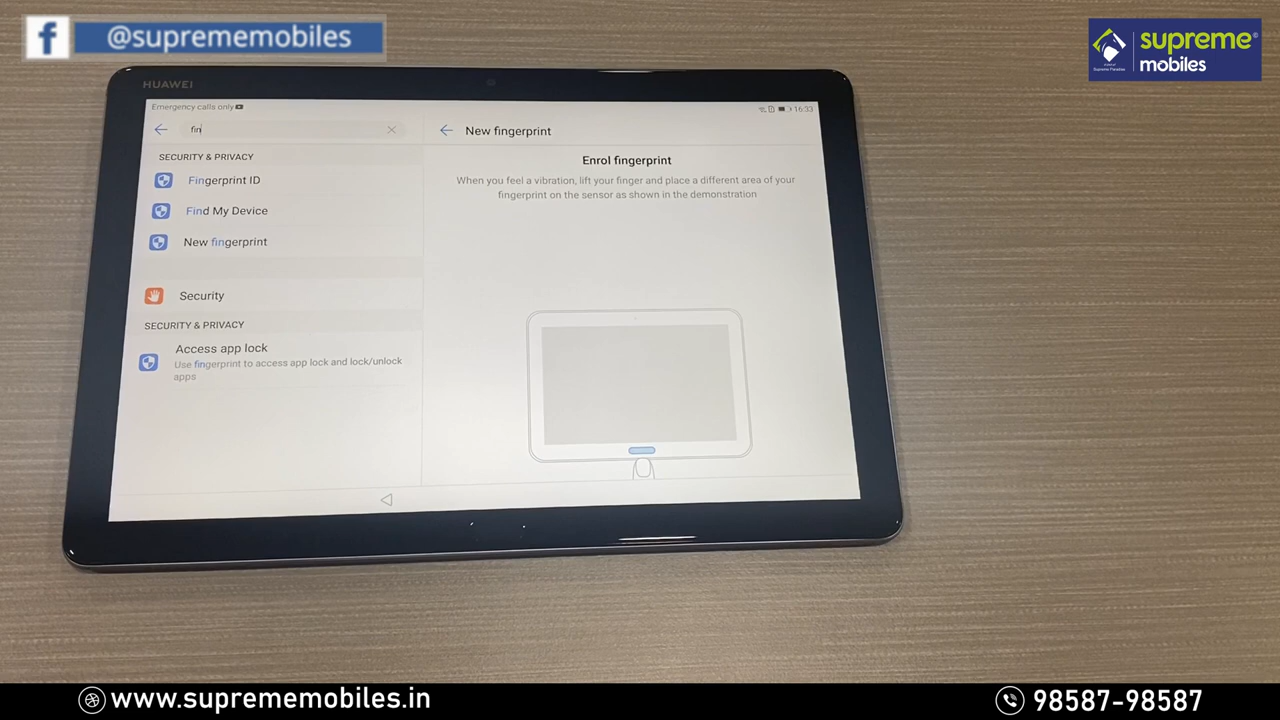 @suprememobiles
supreme
mobiles
HUAWEI
Emergency calls only
16:33
fin
SECURITY & PRIVACY
Fingerprint ID
Find My Device
New fingerprint
Security
SECURITY & PRIVACY
Access app lock
Use fingerprint to access app lock and lock/unlock
apps
New fingerprint
Enrol fingerprint
When you feel a vibration, lift your finger and place a different area of your
fingerprint on the sensor as shown in the demonstration
www.suprememobiles.in
98587-98587